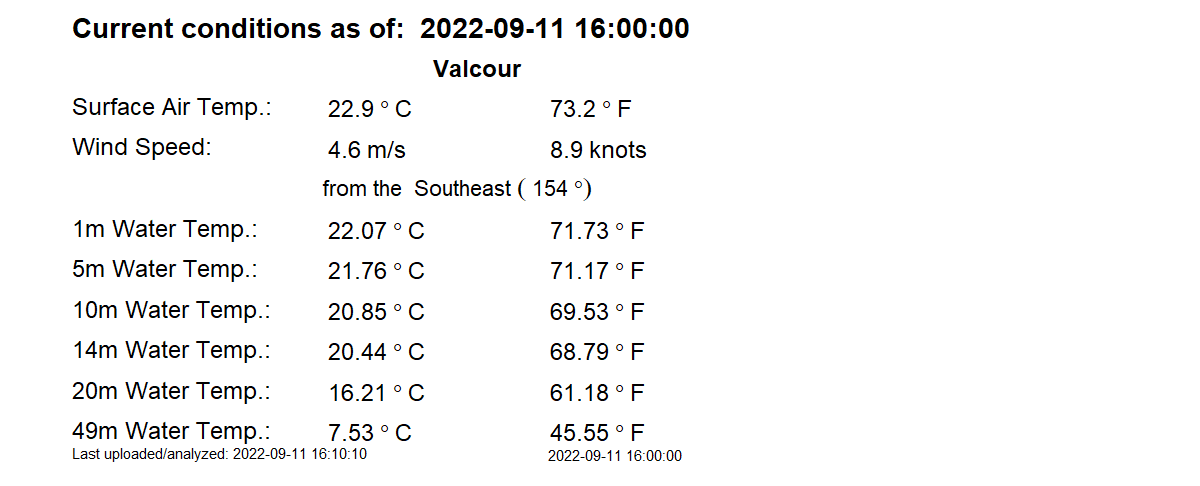 Current conditions as of: 2022-09-11 16:00:00
Valcour
Surface Air Temp.: 22.9 ° C 73.2 ° F
Wind Speed: 4.6 m/s 8.9 knots
from the Southeast ( 154 °)
1m Water Temp.: 22.07 ° C 71.73 ° F
5m Water Temp.: 21.76 ° C 71.17 ° F
10m Water Temp.: 20.85 ° C 69.53 ° F
14m Water Temp.: 20.44 ° C 68.79 ° F
20m Water Temp.: 16.21 ° C 61.18 ° F
49m Water Temp.: 7.53 ° C 45.55 ° F
Last uploaded/analyzed: 2022-09-11 16:10:10 2022-09-11 16:00:00